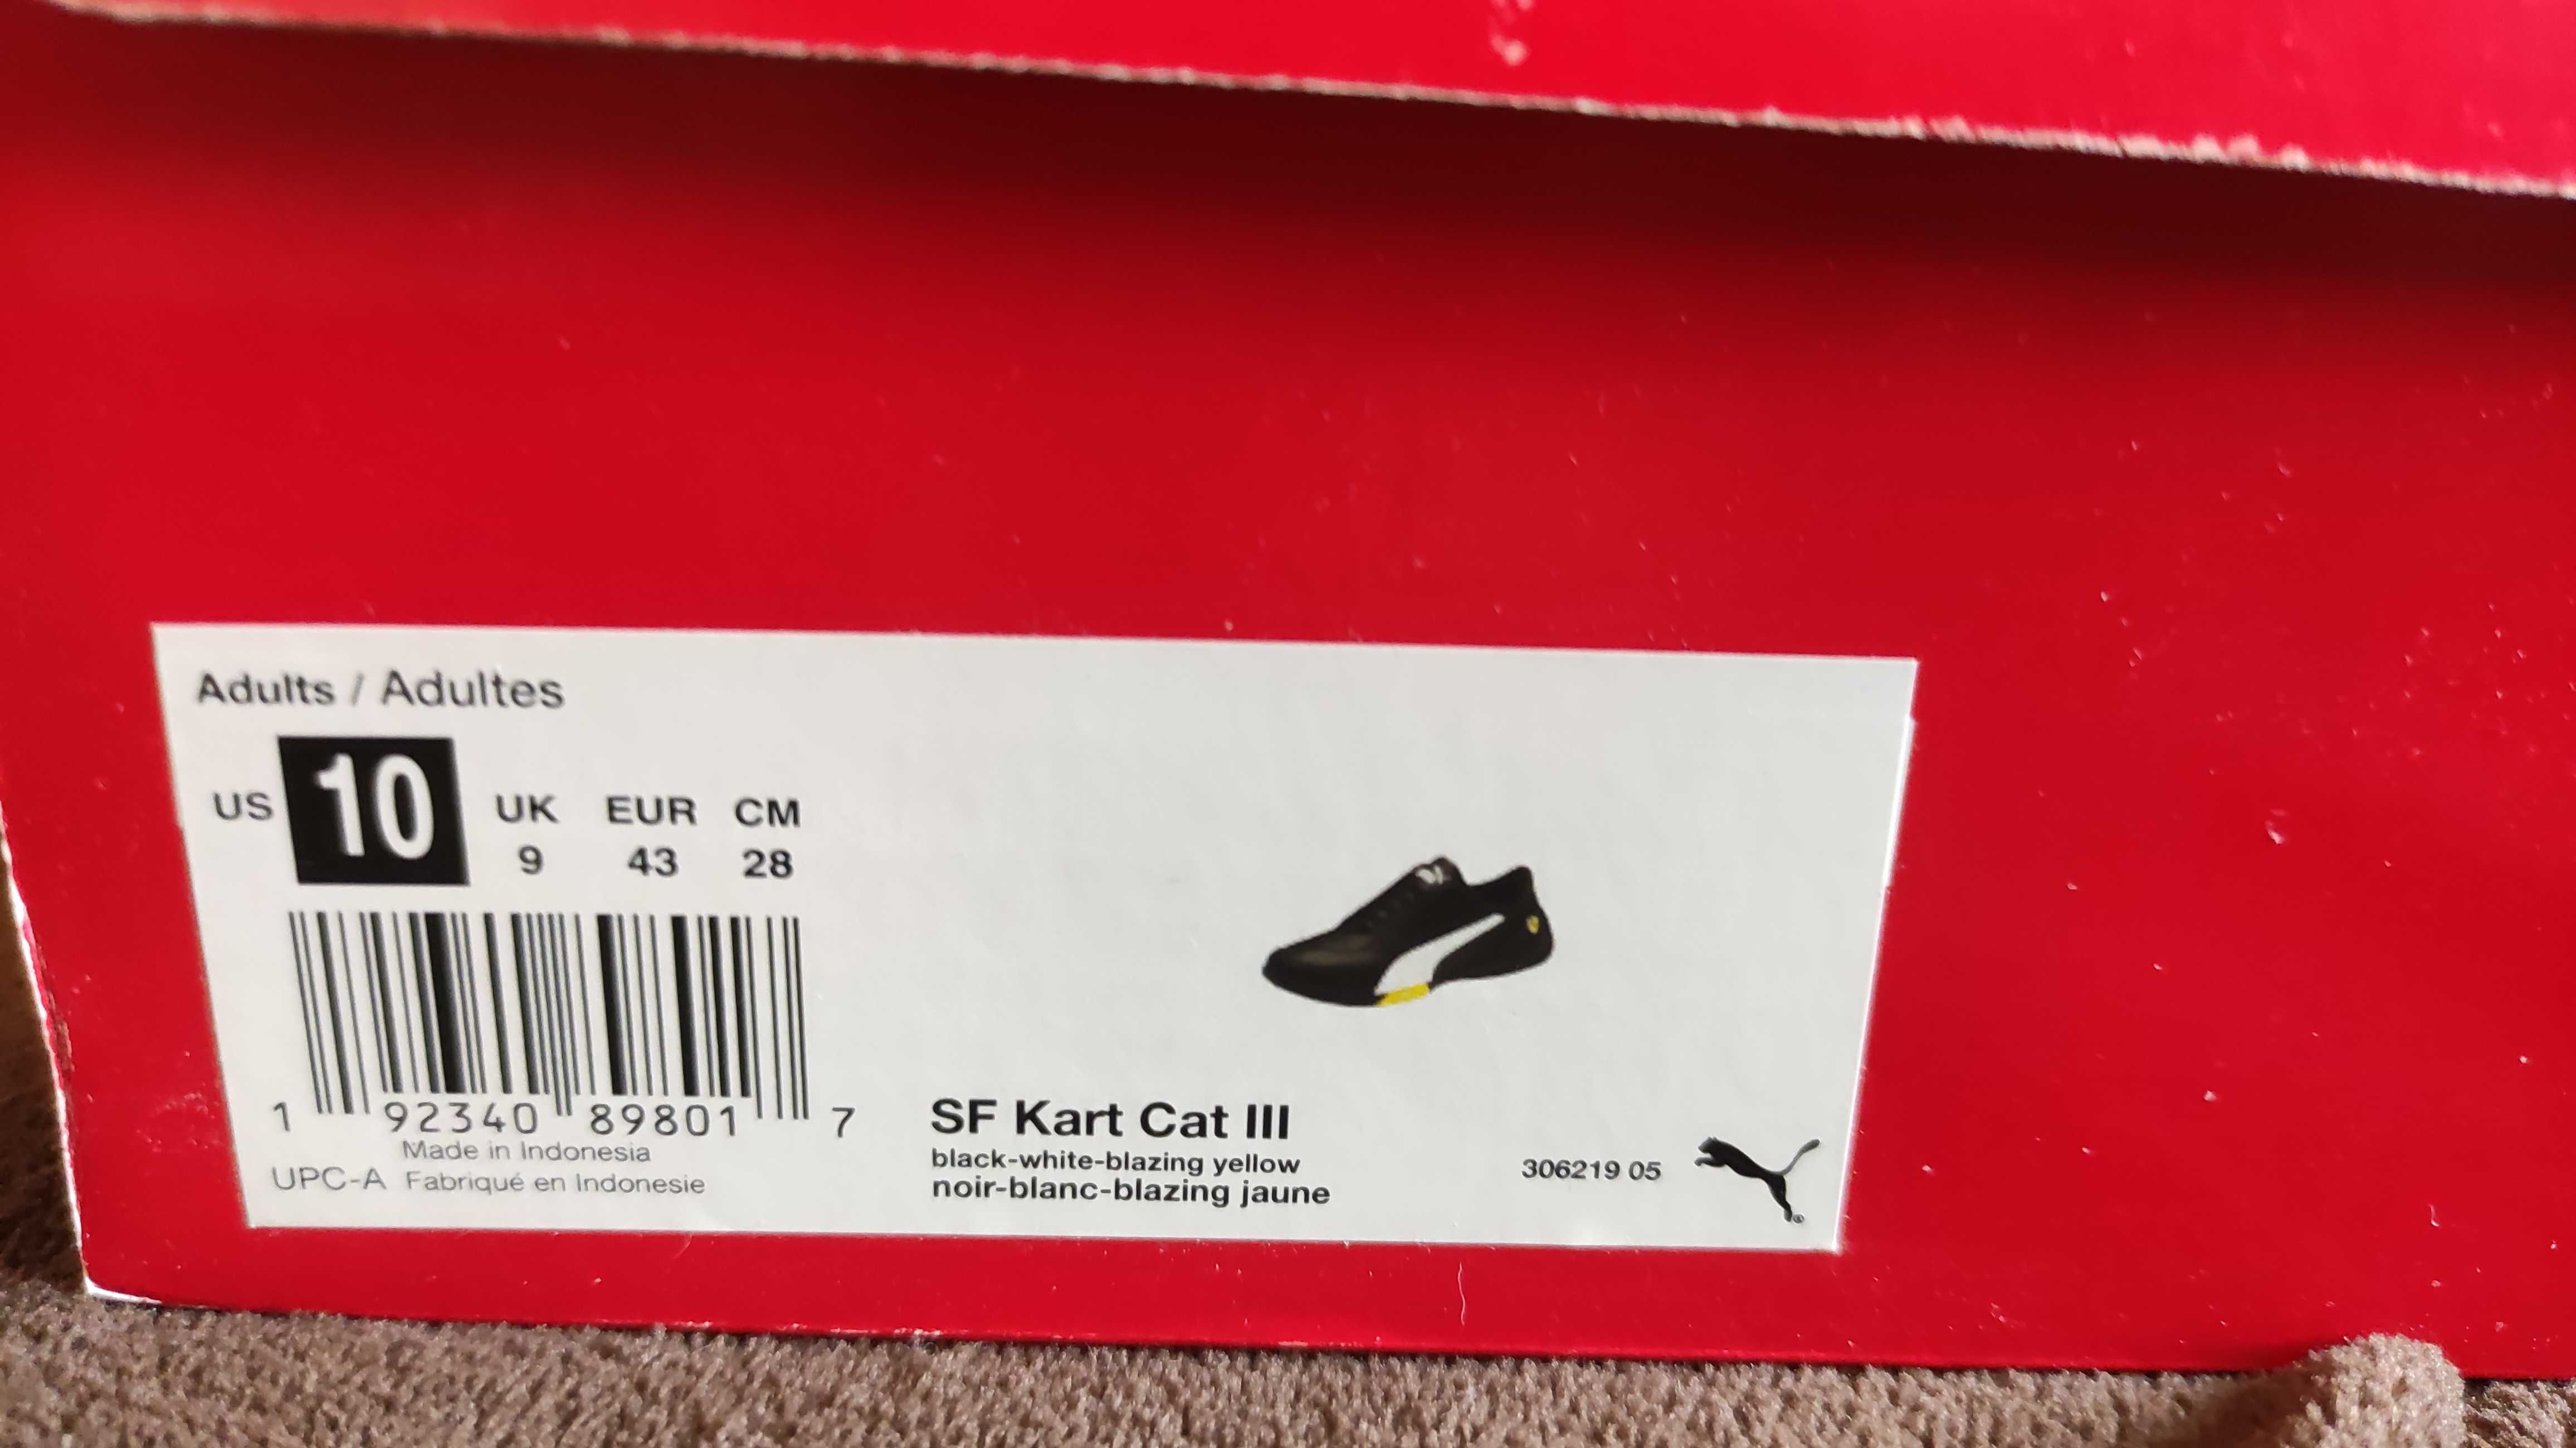 Adults / Adultes
US 10 UK EUR CM
9 43 28
1 92340 89801 7
Made in Indonesia
UPC-A Fabriqué en Indonesie
SF Kart Cat III
black-white-blazing yellow
noir-blanc-blazing jaune
306219 05
®